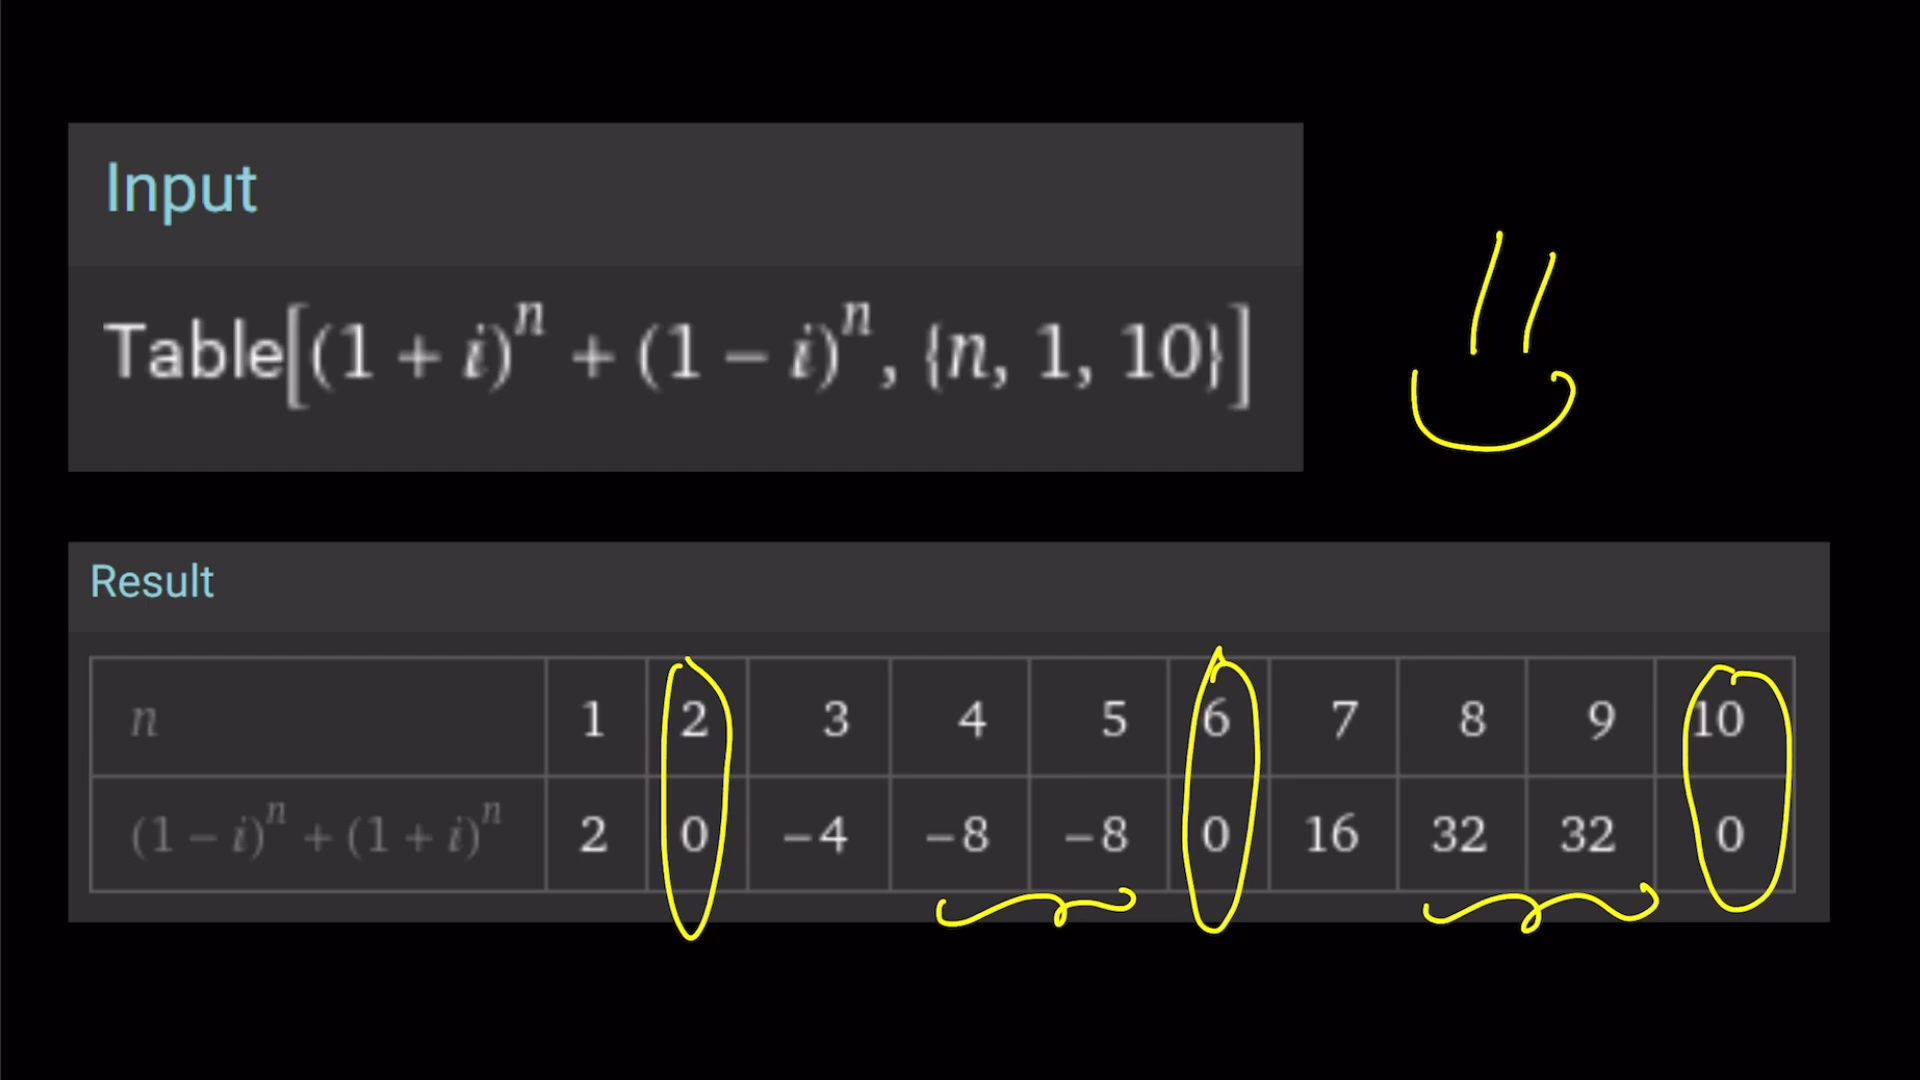 Input
Table[(1 + i)^n + (1 − i)^n, {n, 1, 10}]
Result
n 1 2 3 4 5 6 7 8 9 10
(1 − i)^n + (1 + i)^n 2 0 −4 −8 −8 0 16 32 32 0